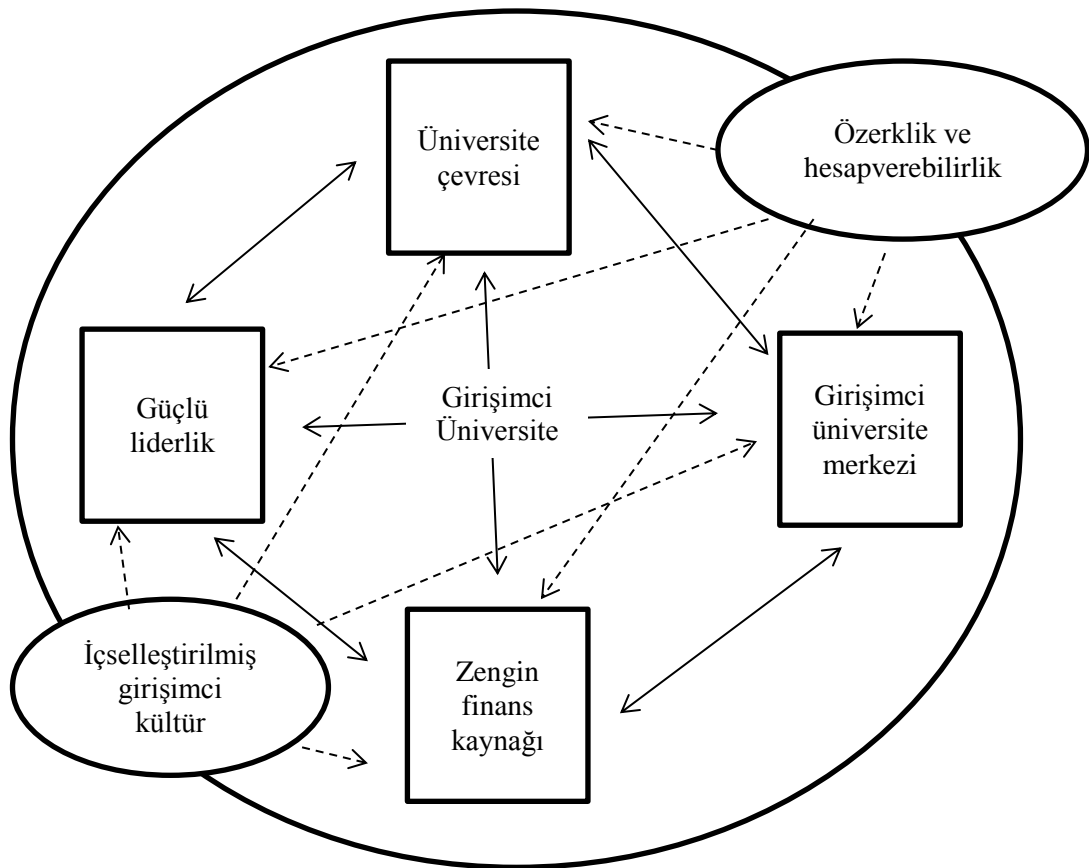 Üniversite
çevresi
Özerklik ve
hesapverebilirlik
Güçlü
liderlik
Girişimci
Üniversite
Girişimci
üniversite
merkezi
İçselleştirilmiş
girişimci
kültür
Zengin
finans
kaynağı